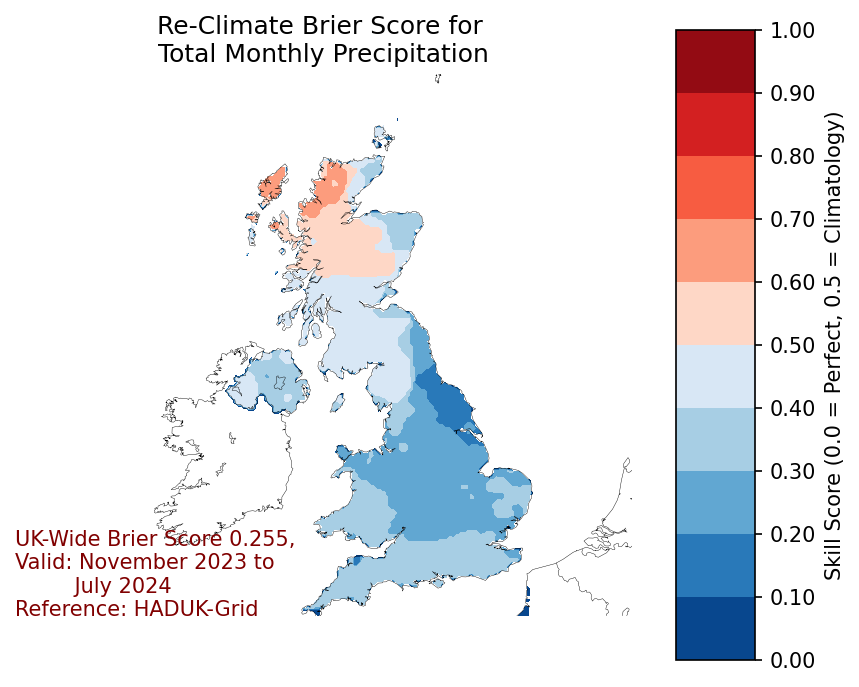 Re-Climate Brier Score for
Total Monthly Precipitation
1.00
0.90
0.80
0.70
0.60
0.50
0.40
0.30
0.20
0.10
0.00
Skill Score (0.0 = Perfect, 0.5 = Climatology)
UK-Wide Brier Score 0.255,
Valid: November 2023 to
July 2024
Reference: HADUK-Grid